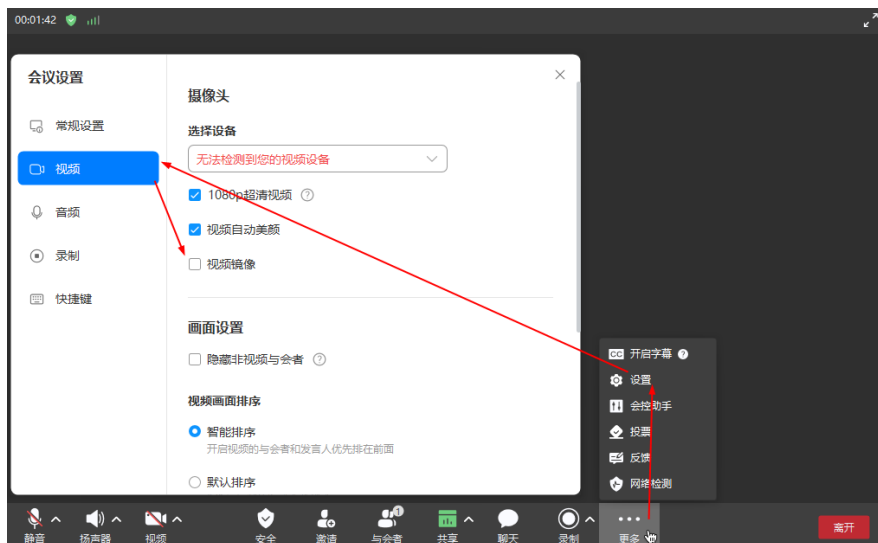 00:01:42
会议设置
常规设置
视频
音频
录制
快捷键
摄像头
选择设备
无法检测到您的视频设备
1080p超清视频
视频自动美颜
视频镜像
画面设置
隐藏非视频与会者
视频画面排序
智能排序
开启视频的与会者和发言人优先排在前面
默认排序
CC 开启字幕
设置
会控助手
投票
反馈
网络检测
静音
扬声器
视频
安全
邀请
1
与会者
共享
聊天
录制
更多
离开